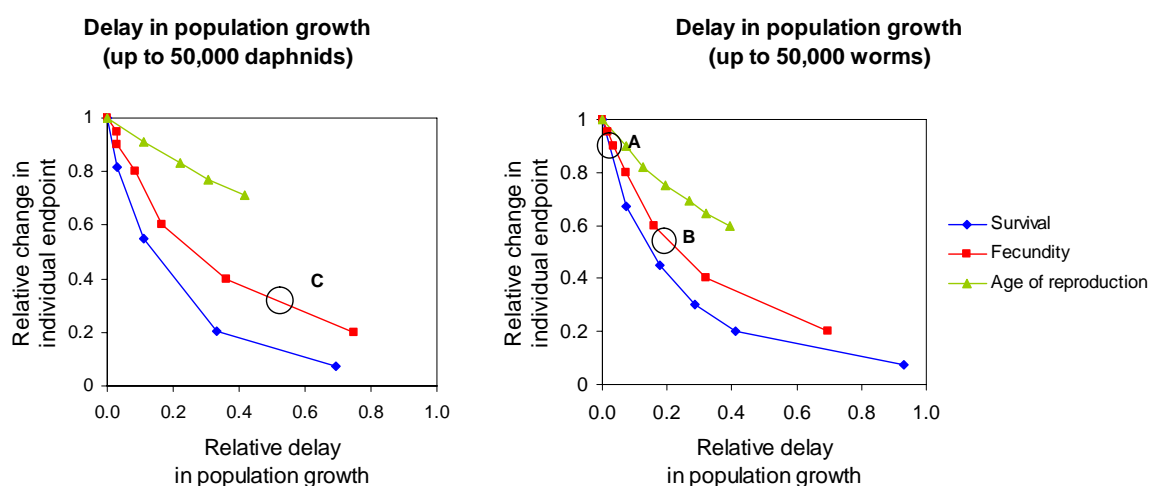 Delay in population growth
(up to 50,000 daphnids)
Relative change in
individual endpoint
1
0.8
0.6
0.4
0.2
0
C
0.0 0.2 0.4 0.6 0.8 1.0
Relative delay
in population growth
Delay in population growth
(up to 50,000 worms)
Relative change in
individual endpoint
1
0.8
0.6
0.4
0.2
0
A
B
0.0 0.2 0.4 0.6 0.8 1.0
Relative delay
in population growth
Survival
Fecundity
Age of reproduction